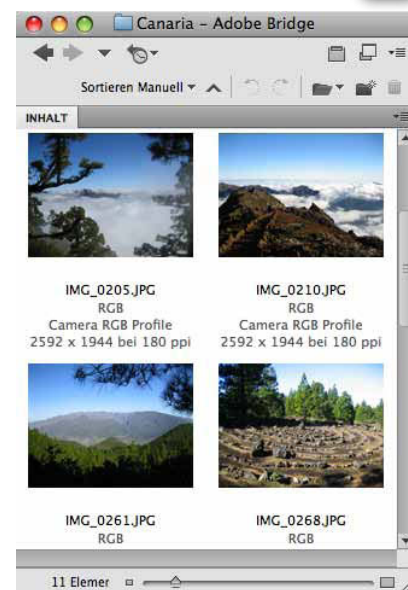 Canaria – Adobe Bridge
Sortieren Manuell
INHALT
IMG_0205.JPG
RGB
Camera RGB Profile
2592 x 1944 bei 180 ppi
IMG_0210.JPG
RGB
Camera RGB Profile
2592 x 1944 bei 180 ppi
IMG_0261.JPG
RGB
IMG_0268.JPG
RGB
11 Elemer